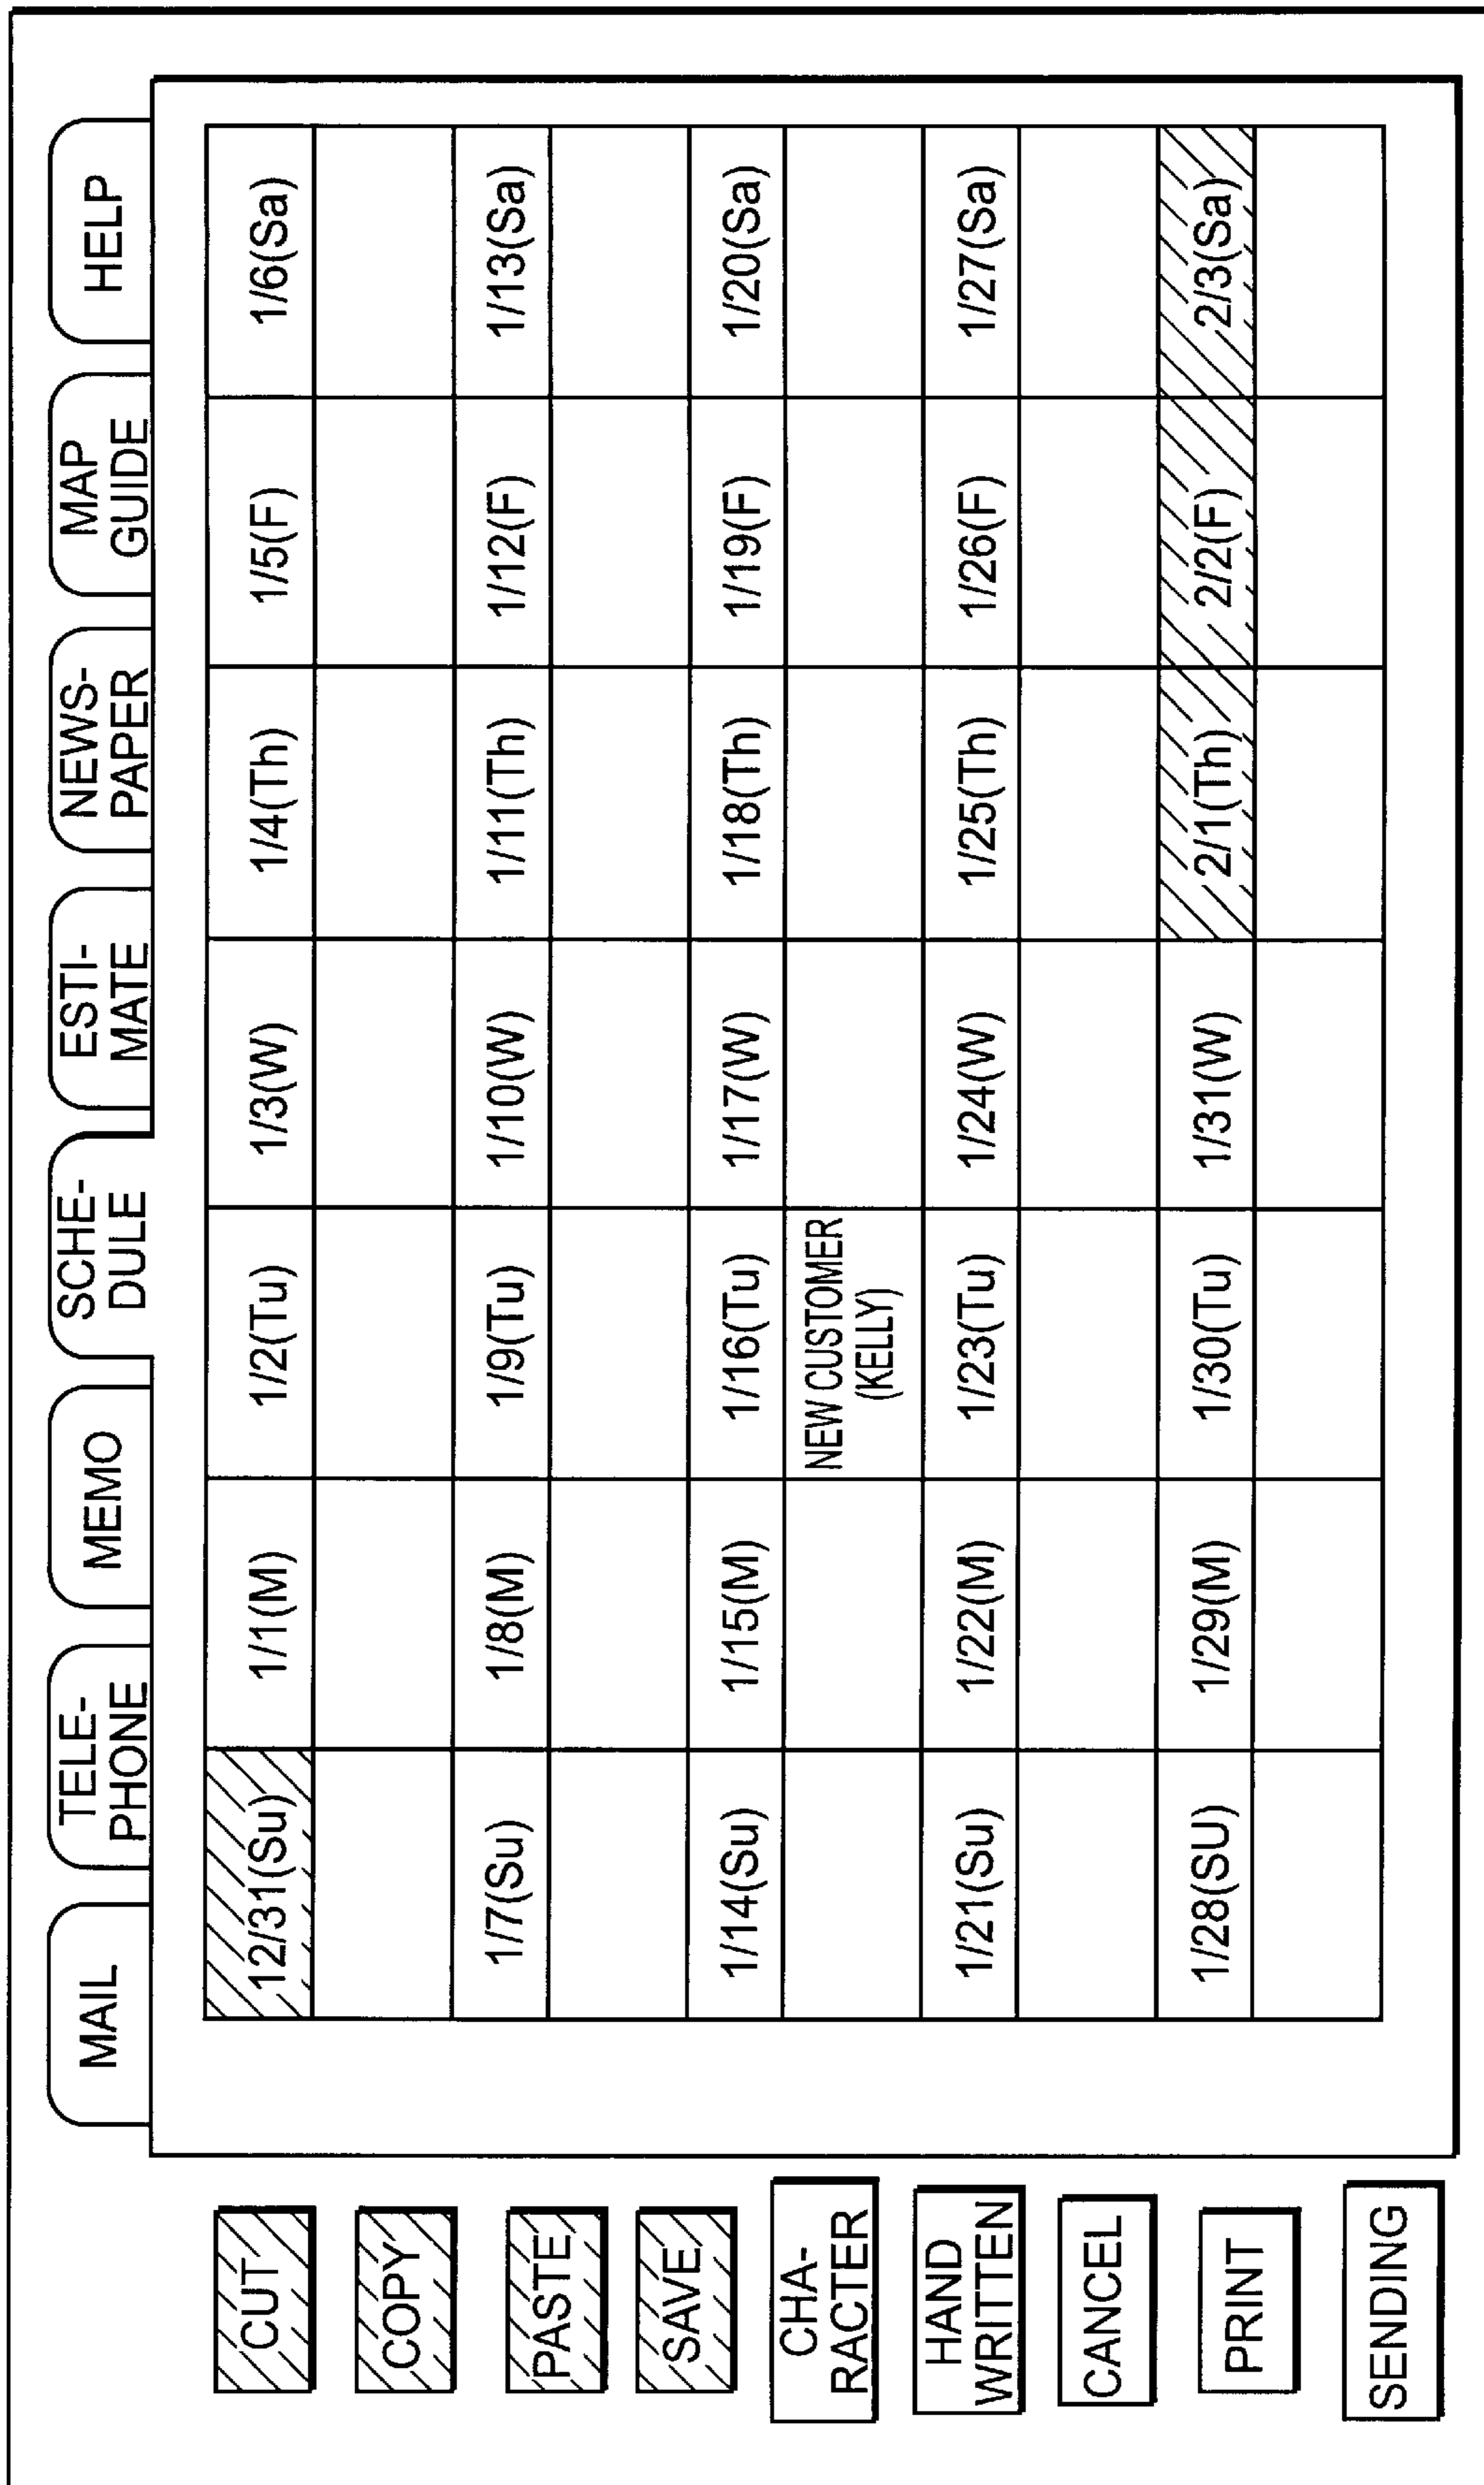 MAIL
TELE-
PHONE
MEMO
SCHE-
DULE
ESTI-
MATE
NEWS-
PAPER
MAP
GUIDE
HELP
CUT
COPY
PASTE
SAVE
CHA-
RACTER
HAND
WRITTEN
CANCEL
PRINT
SENDING
12/31(Su) 1/1(M) 1/2(Tu) 1/3(W) 1/4(Th) 1/5(F) 1/6(Sa)
1/7(Su) 1/8(M) 1/9(Tu) 1/10(W) 1/11(Th) 1/12(F) 1/13(Sa)
1/14(Su) 1/15(M) 1/16(Tu) 1/17(W) 1/18(Th) 1/19(F) 1/20(Sa)
NEW CUSTOMER
(KELLY)
1/21(Su) 1/22(M) 1/23(Tu) 1/24(W) 1/25(Th) 1/26(F) 1/27(Sa)
1/28(SU) 1/29(M) 1/30(Tu) 1/31(W) 2/1(Th) 2/2(F) 2/3(Sa)